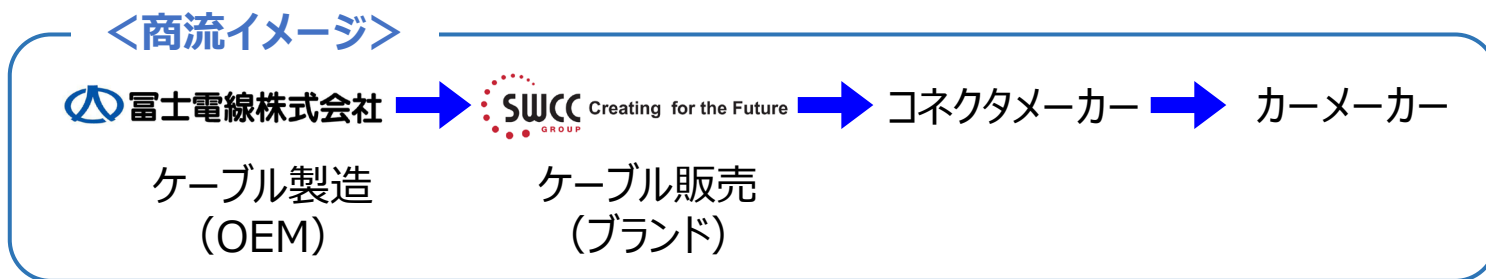 ＜商流イメージ＞
冨士電線株式会社
SWCC GROUP Creating for the Future
コネクタメーカー
カーメーカー
ケーブル製造
（OEM）
ケーブル販売
（ブランド）